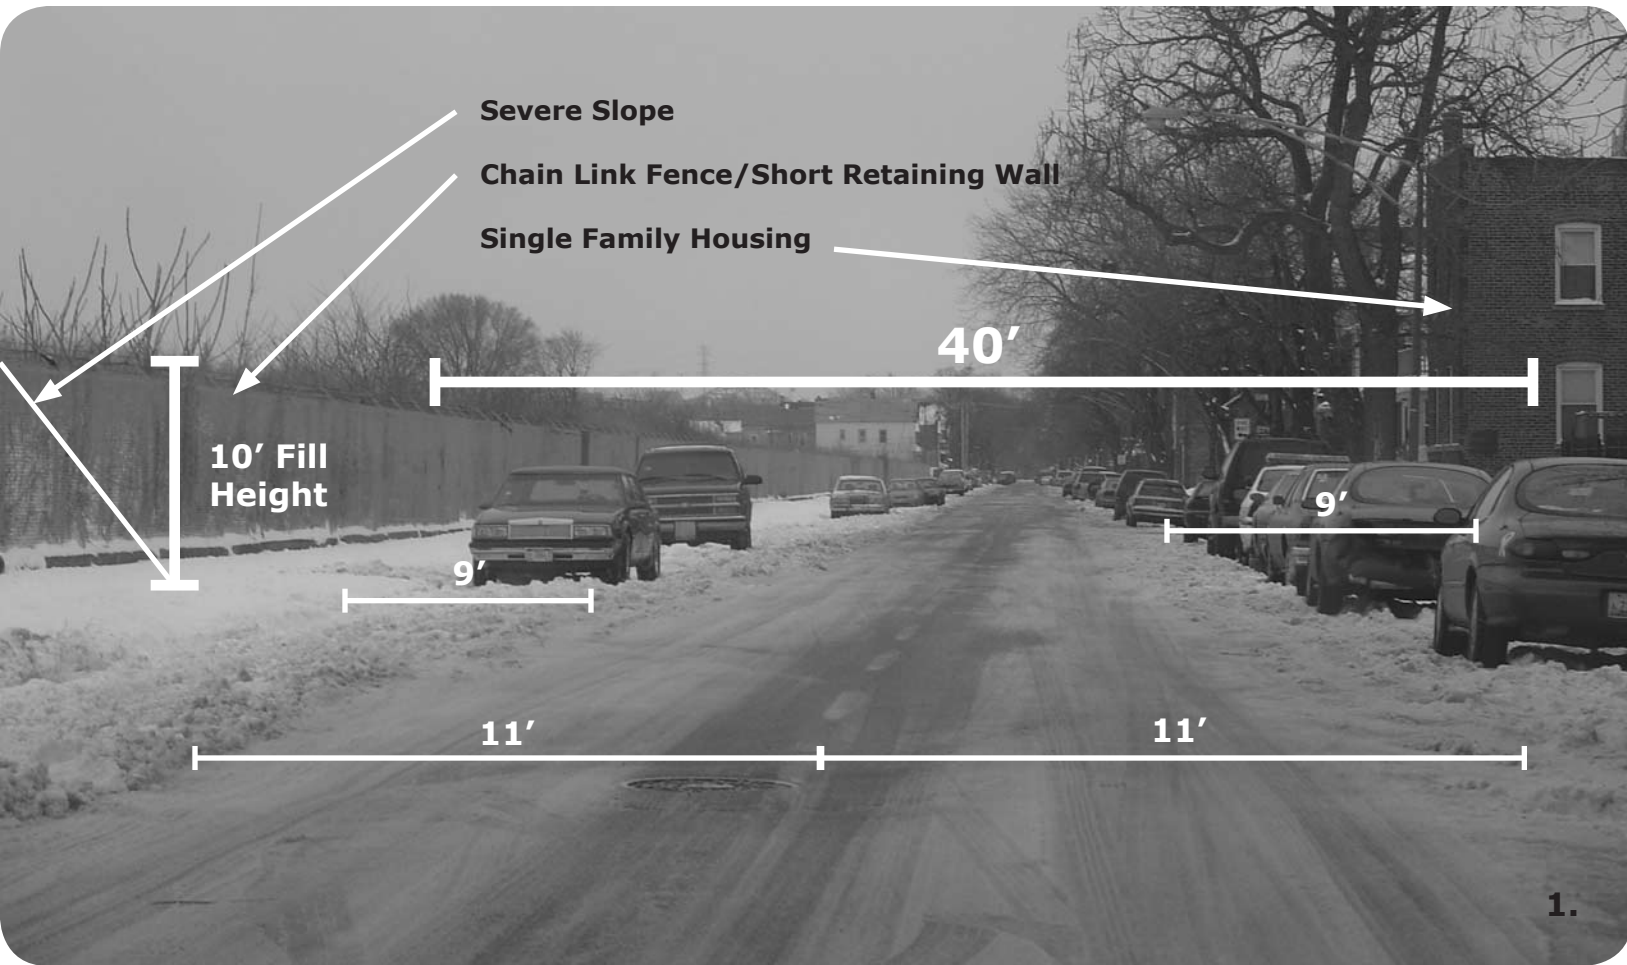 Severe Slope
Chain Link Fence/Short Retaining Wall
Single Family Housing
40′
10′ Fill
Height
9′
9′
11′
11′
1.